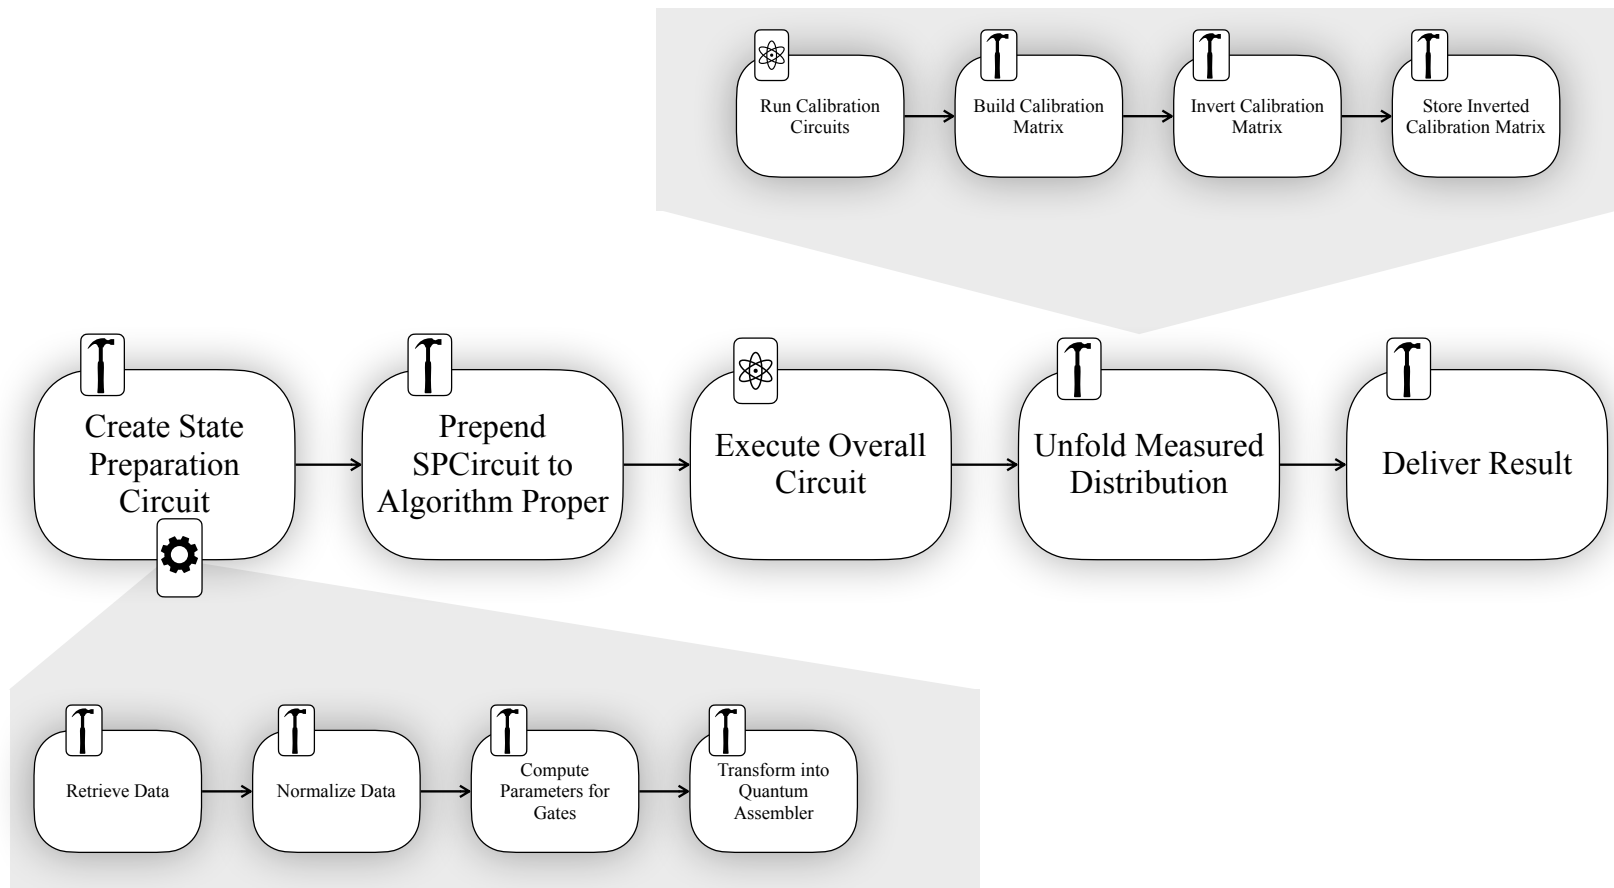 Run Calibration
Circuits
Build Calibration
Matrix
Invert Calibration
Matrix
Store Inverted
Calibration Matrix
Create State
Preparation
Circuit
Prepend
SPCircuit to
Algorithm Proper
Execute Overall
Circuit
Unfold Measured
Distribution
Deliver Result
Retrieve Data
Normalize Data
Compute
Parameters for
Gates
Transform into
Quantum
Assembler